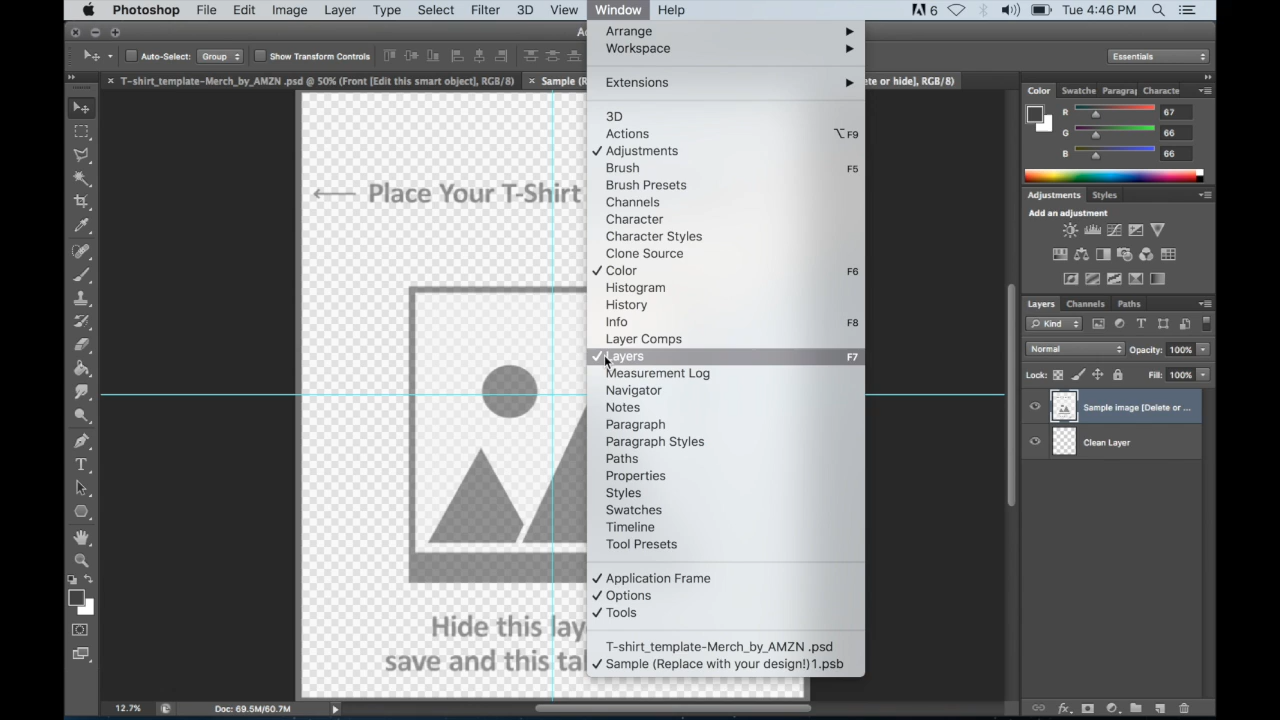 Photoshop File Edit Image Layer Type Select Filter 3D View Window Help 6 Tue 4:46 PM
Auto-Select: Group Show Transform Controls Essentials
T-shirt_template-Merch_by_AMZN .psd @ 50% (Front [Edit this smart object], RGB/8) Sample (R ete or hide], RGB/8)
Place Your T-Shirt
Hide this lay
save and this tal
12.7% Doc: 69.5M/60.7M
Arrange
Workspace
Extensions
3D
Actions ⌥F9
Adjustments
Brush F5
Brush Presets
Channels
Character
Character Styles
Clone Source
Color F6
Histogram
History
Info F8
Layer Comps
Layers F7
Measurement Log
Navigator
Notes
Paragraph
Paragraph Styles
Paths
Properties
Styles
Swatches
Timeline
Tool Presets
Application Frame
Options
Tools
T-shirt_template-Merch_by_AMZN .psd
Sample (Replace with your design!)1.psb
Color Swatche Paragra Characte
R 67
G 66
B 66
Adjustments Styles
Add an adjustment
Layers Channels Paths
Kind
Normal Opacity: 100%
Lock: Fill: 100%
Sample image [Delete or ...
Clean Layer